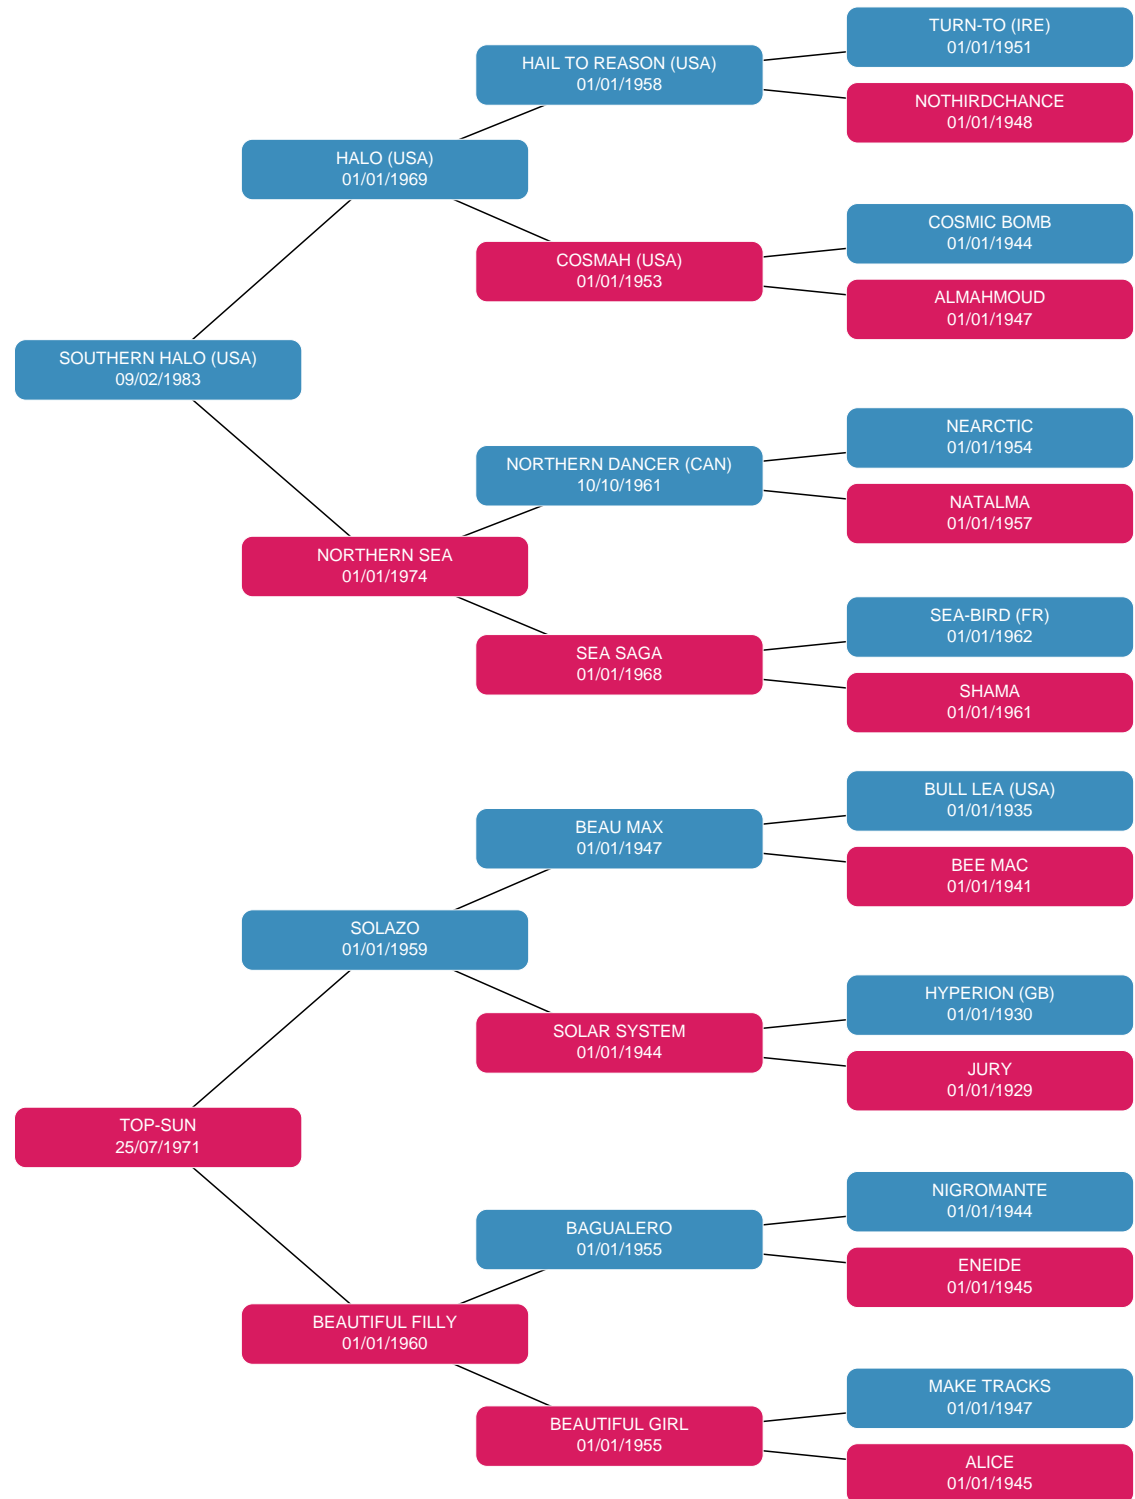 TURN-TO (IRE)
01/01/1951
HAIL TO REASON (USA)
01/01/1958
NOTHIRDCHANCE
01/01/1948
HALO (USA)
01/01/1969
COSMIC BOMB
01/01/1944
COSMAH (USA)
01/01/1953
ALMAHMOUD
01/01/1947
SOUTHERN HALO (USA)
09/02/1983
NEARCTIC
01/01/1954
NORTHERN DANCER (CAN)
10/10/1961
NATALMA
01/01/1957
NORTHERN SEA
01/01/1974
SEA-BIRD (FR)
01/01/1962
SEA SAGA
01/01/1968
SHAMA
01/01/1961
BULL LEA (USA)
01/01/1935
BEAU MAX
01/01/1947
BEE MAC
01/01/1941
SOLAZO
01/01/1959
HYPERION (GB)
01/01/1930
SOLAR SYSTEM
01/01/1944
JURY
01/01/1929
TOP-SUN
25/07/1971
NIGROMANTE
01/01/1944
BAGUALERO
01/01/1955
ENEIDE
01/01/1945
BEAUTIFUL FILLY
01/01/1960
MAKE TRACKS
01/01/1947
BEAUTIFUL GIRL
01/01/1955
ALICE
01/01/1945